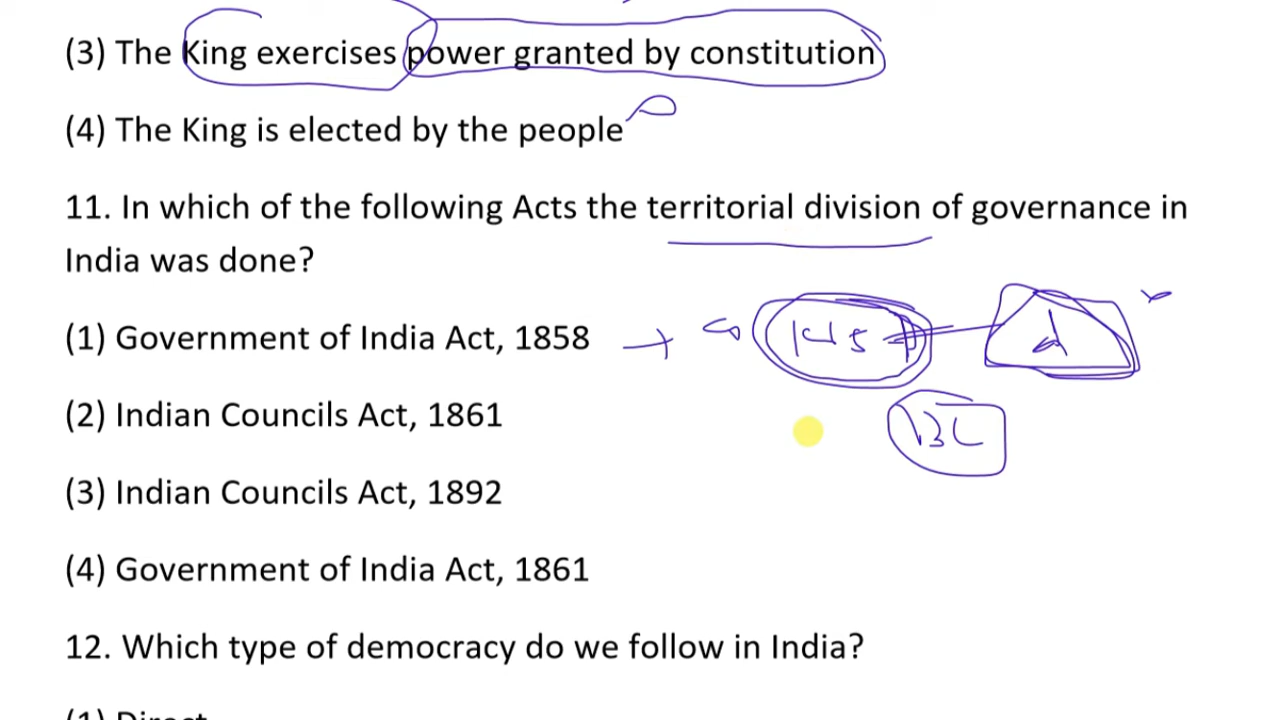 (3) The King exercises power granted by constitution
(4) The King is elected by the people
11. In which of the following Acts the territorial division of governance in
India was done?
(1) Government of India Act, 1858
(2) Indian Councils Act, 1861
(3) Indian Councils Act, 1892
(4) Government of India Act, 1861
12. Which type of democracy do we follow in India?
(1) Direct